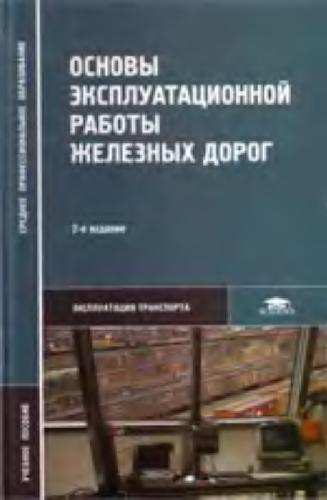 СРЕДНЕЕ ПРОФЕССИОНАЛЬНОЕ ОБРАЗОВАНИЕ
ОСНОВЫ
ЭКСПЛУАТАЦИОННОЙ
РАБОТЫ
ЖЕЛЕЗНЫХ ДОРОГ
2-е издание
ЭКСПЛУАТАЦИЯ ТРАНСПОРТА
УЧЕБНОЕ ПОСОБИЕ